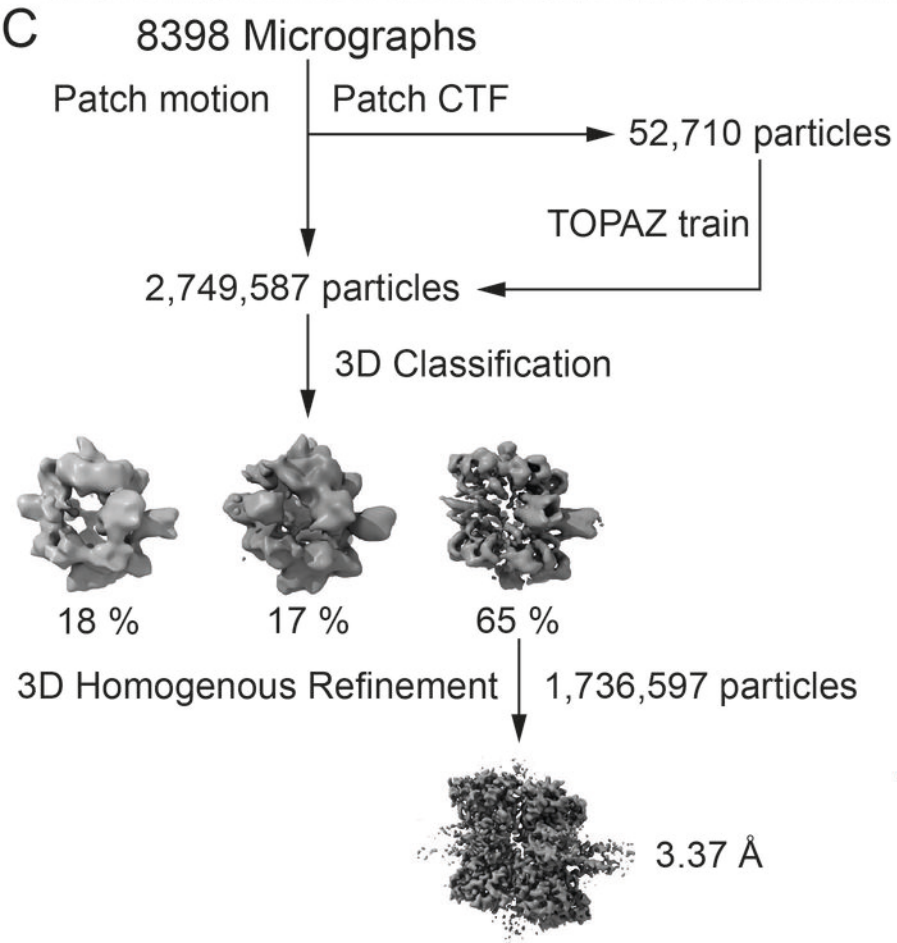 C
8398 Micrographs
Patch motion
Patch CTF
52,710 particles
TOPAZ train
2,749,587 particles
3D Classification
18 %
17 %
65 %
3D Homogenous Refinement
1,736,597 particles
3.37 Å